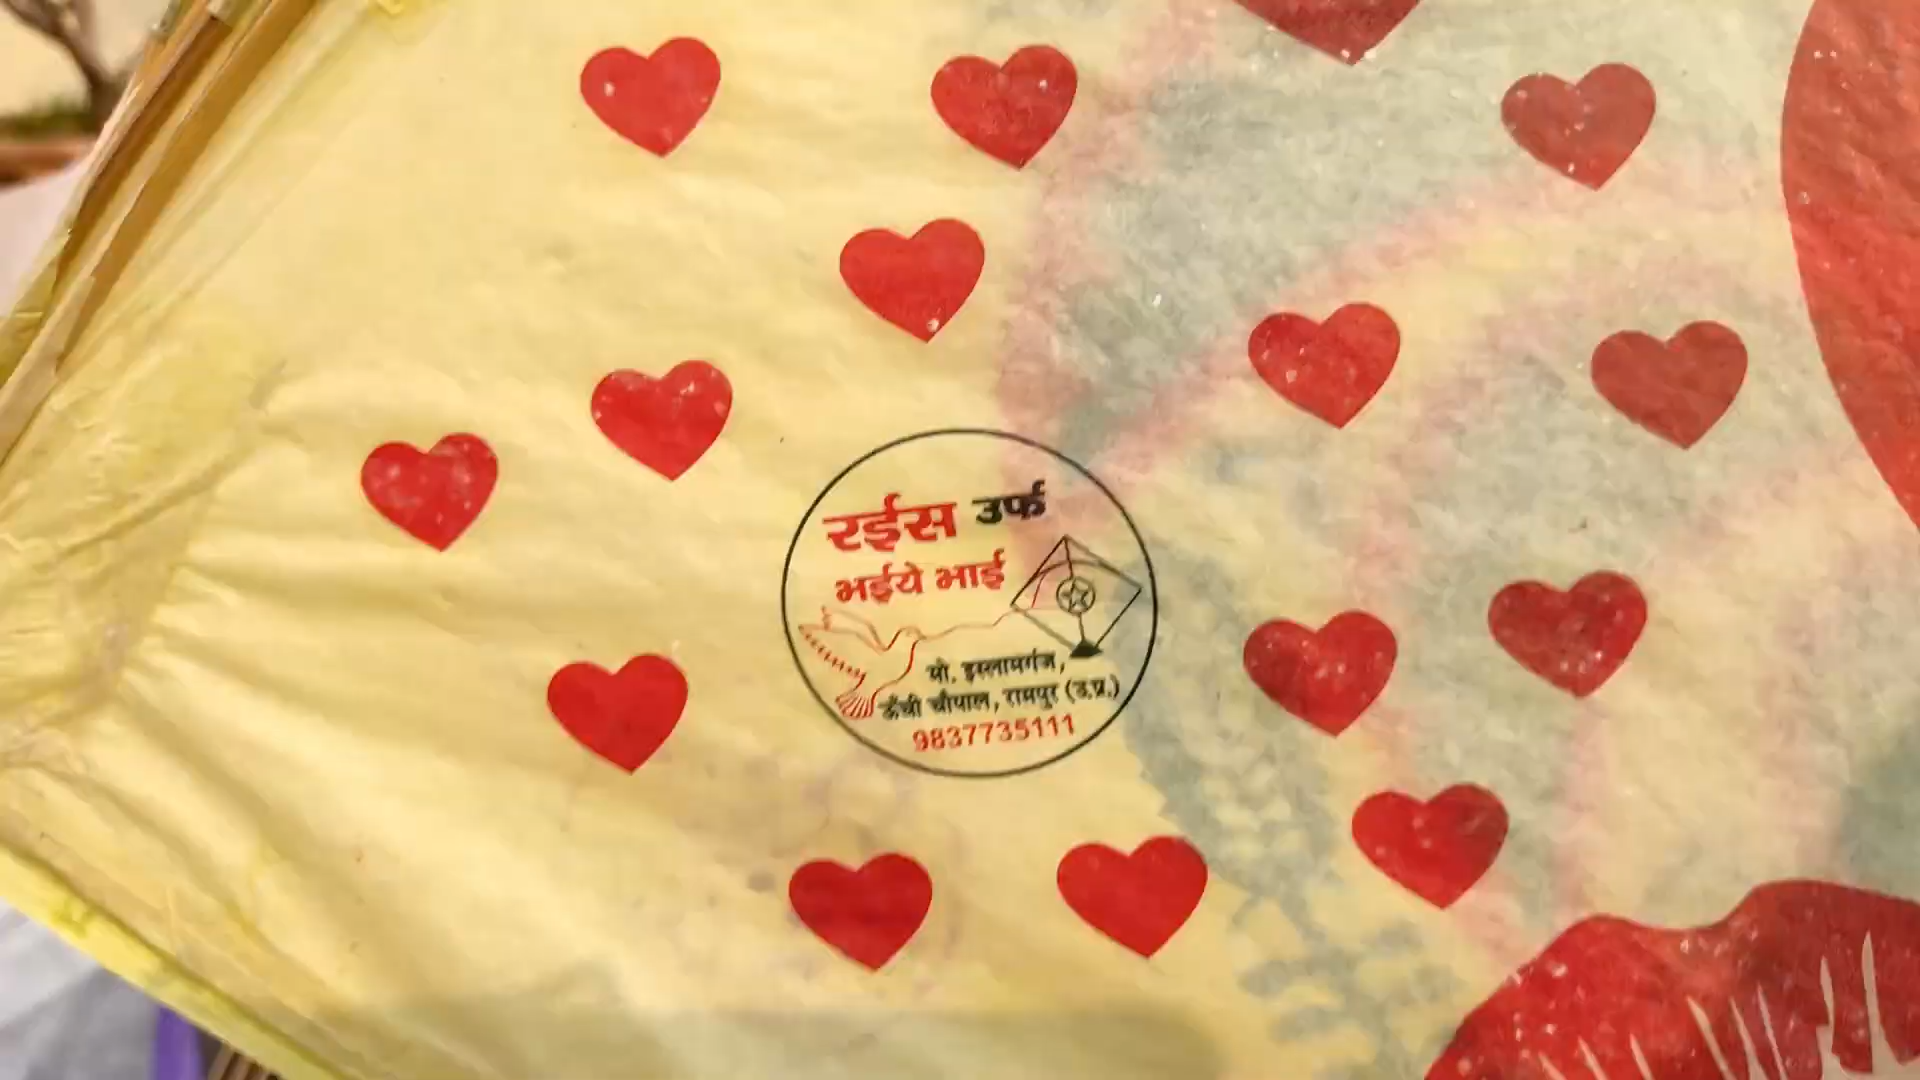 रईस उर्फ
भईये भाई
मो. इस्लामगंज,
ऊँची चौपाल, रामपुर (उ.प्र.)
9837735111